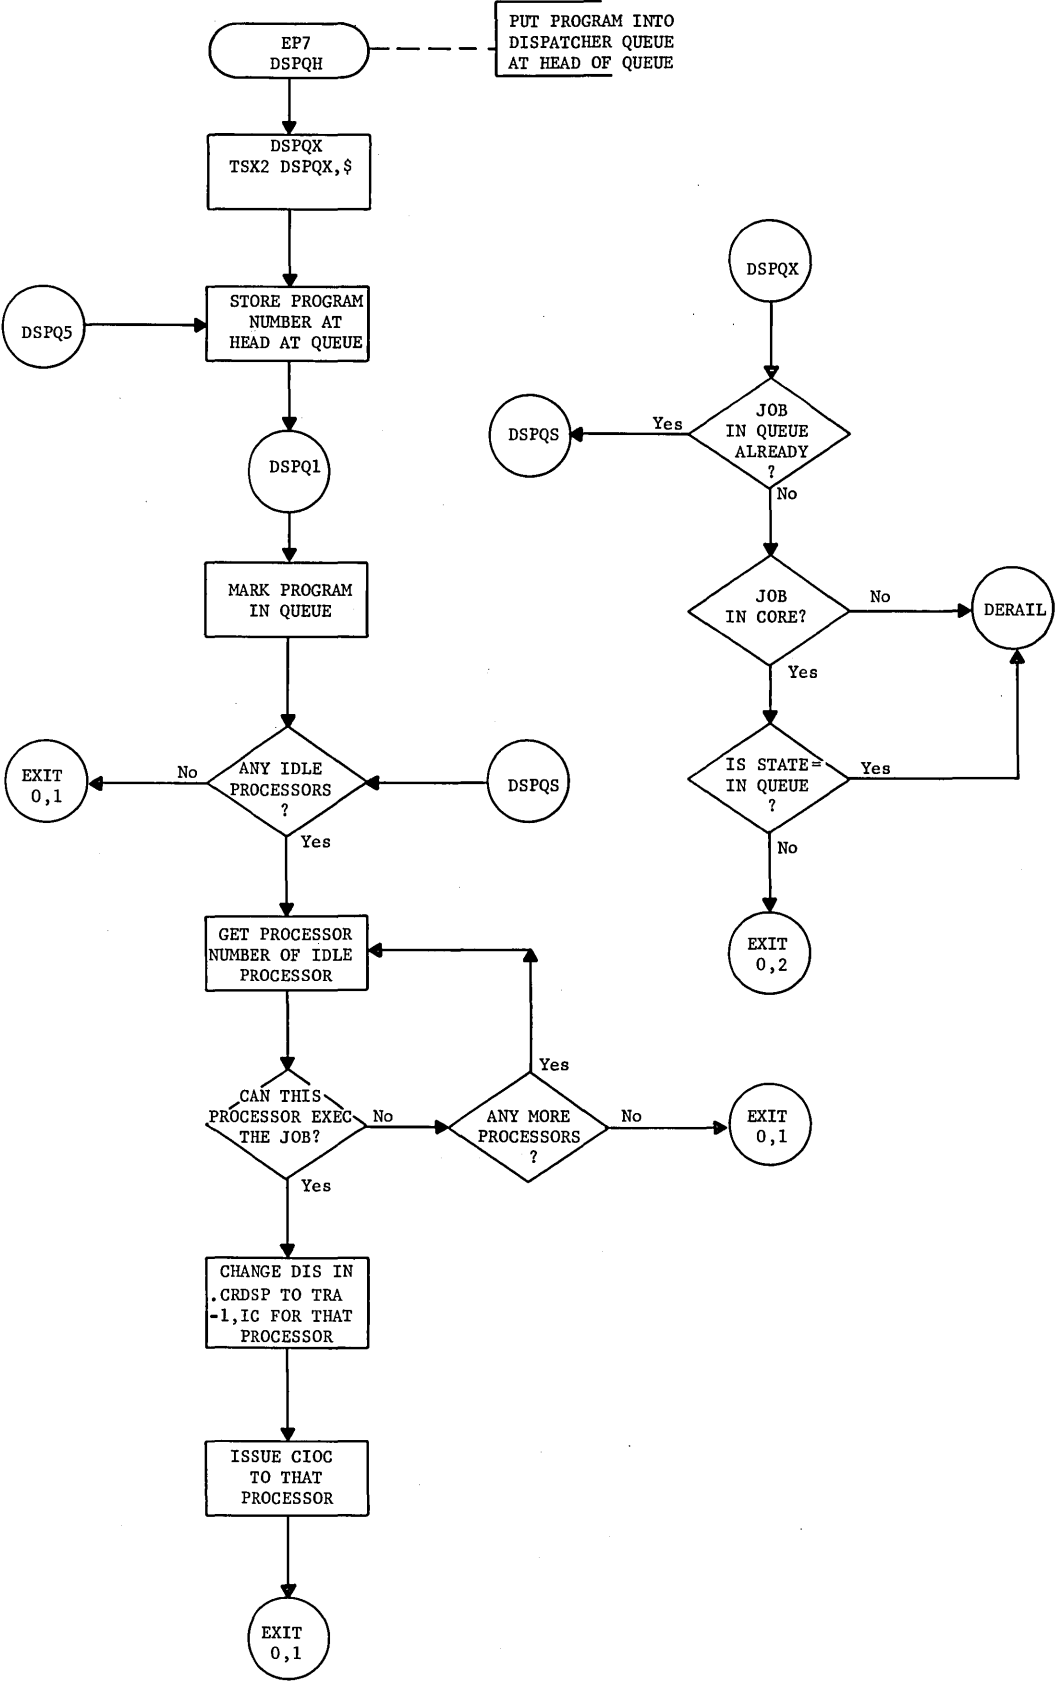 EP7
DSPQH
PUT PROGRAM INTO
DISPATCHER QUEUE
AT HEAD OF QUEUE
DSPQX
TSX2 DSPQX,$
DSPQ5
STORE PROGRAM
NUMBER AT
HEAD AT QUEUE
DSPQ1
MARK PROGRAM
IN QUEUE
EXIT
0,1
No
ANY IDLE
PROCESSORS
?
DSPQS
Yes
GET PROCESSOR
NUMBER OF IDLE
PROCESSOR
CAN THIS
PROCESSOR EXEC
THE JOB?
No
Yes
ANY MORE
PROCESSORS
?
Yes
No
EXIT
0,1
CHANGE DIS IN
.CRDSP TO TRA
-1,IC FOR THAT
PROCESSOR
ISSUE CIOC
TO THAT
PROCESSOR
EXIT
0,1
DSPQX
JOB
IN QUEUE
ALREADY
?
Yes
DSPQS
No
JOB
IN CORE?
No
DERAIL
Yes
IS STATE=
IN QUEUE
?
Yes
No
EXIT
0,2